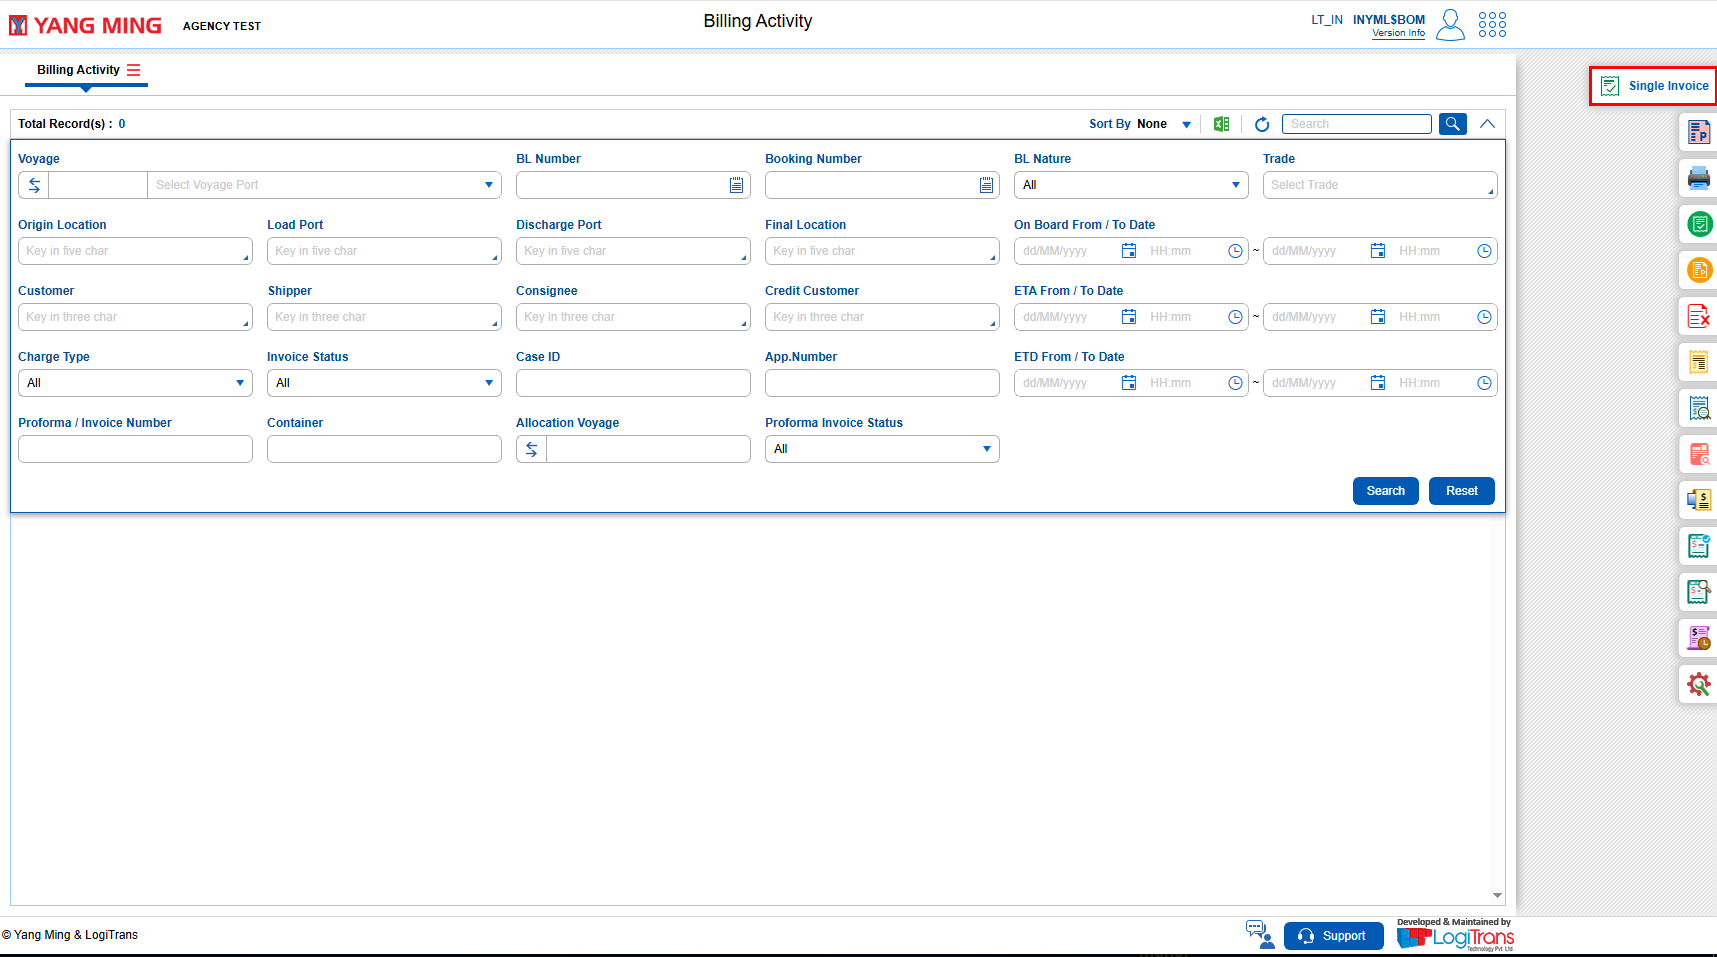 YANG MING AGENCY TEST
Billing Activity
LT_IN INYML$BOM
Version Info
Billing Activity
Single Invoice
Total Record(s) : 0
Sort By None
Search
Voyage BL Number Booking Number BL Nature Trade
Select Voyage Port All Select Trade
Origin Location Load Port Discharge Port Final Location On Board From / To Date
Key in five char Key in five char Key in five char Key in five char dd/MM/yyyy HH:mm ~ dd/MM/yyyy HH:mm
Customer Shipper Consignee Credit Customer ETA From / To Date
Key in three char Key in three char Key in three char Key in three char dd/MM/yyyy HH:mm ~ dd/MM/yyyy HH:mm
Charge Type Invoice Status Case ID App.Number ETD From / To Date
All All dd/MM/yyyy HH:mm ~ dd/MM/yyyy HH:mm
Proforma / Invoice Number Container Allocation Voyage Proforma Invoice Status
All
Search Reset
© Yang Ming & LogiTrans
Support
Developed & Maintained by
LogiTrans
Technology Pvt. Ltd.